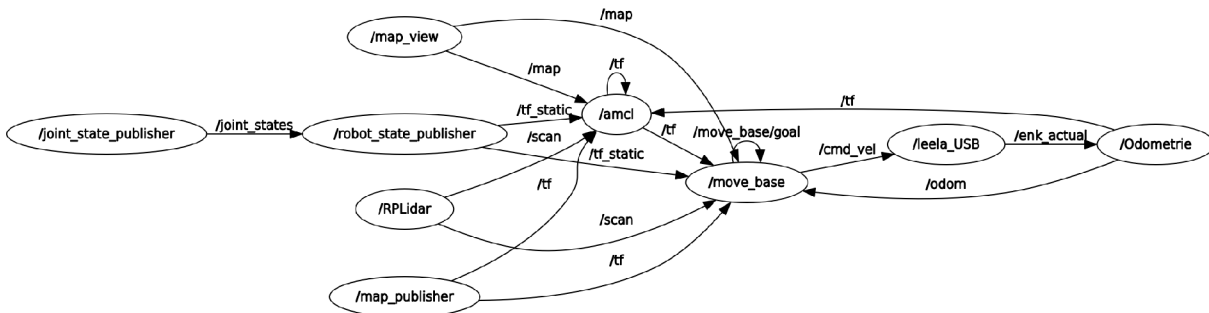 /map
/map_view
/tf
/map
/tf
/tf_static
/amcl
/joint_states
/scan
/tf
/move_base/goal
/enk_actual
/joint_state_publisher
/robot_state_publisher
/leela_USB
/Odometrie
/tf_static
/cmd_vel
/tf
/move_base
/odom
/RPLidar
/scan
/tf
/map_publisher